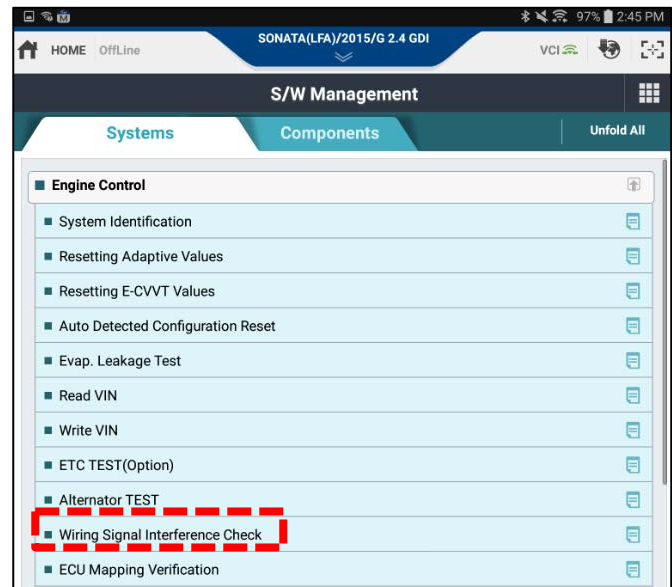 97% 2:45 PM
HOME OffLine
SONATA(LFA)/2015/G 2.4 GDI
VCI
S/W Management
Systems
Components
Unfold All
Engine Control
System Identification
Resetting Adaptive Values
Resetting E-CVVT Values
Auto Detected Configuration Reset
Evap. Leakage Test
Read VIN
Write VIN
ETC TEST(Option)
Alternator TEST
Wiring Signal Interference Check
ECU Mapping Verification